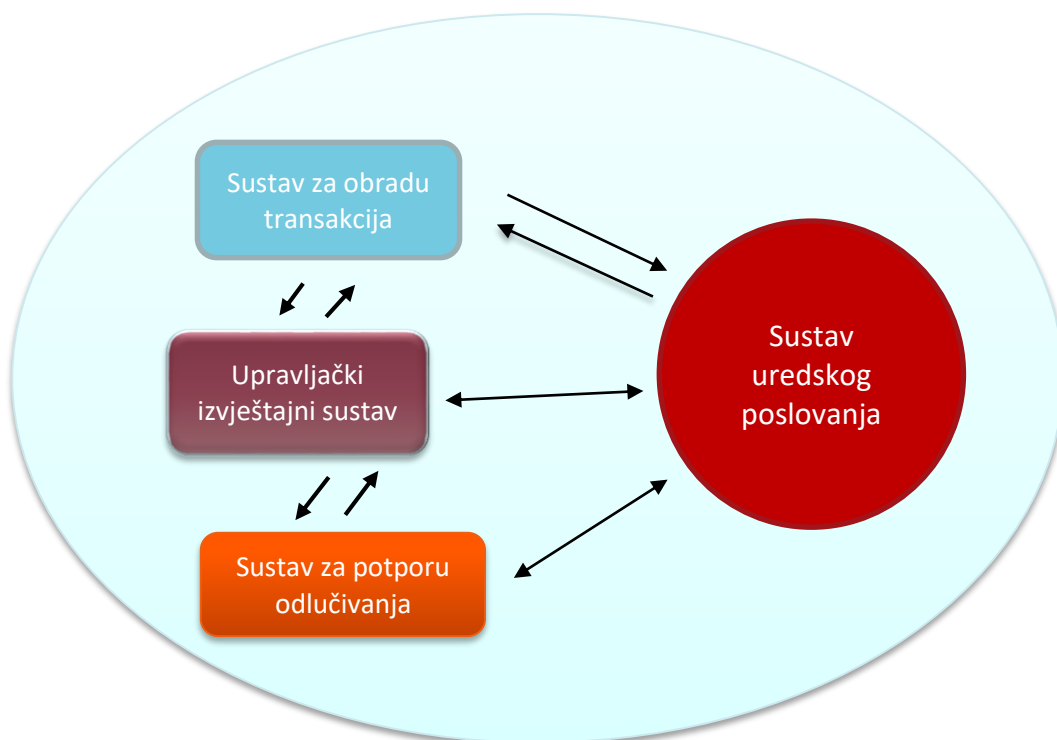 Sustav za obradu
transakcija
Upravljački
izvještajni sustav
Sustav za potporu
odlučivanja
Sustav
uredskog
poslovanja